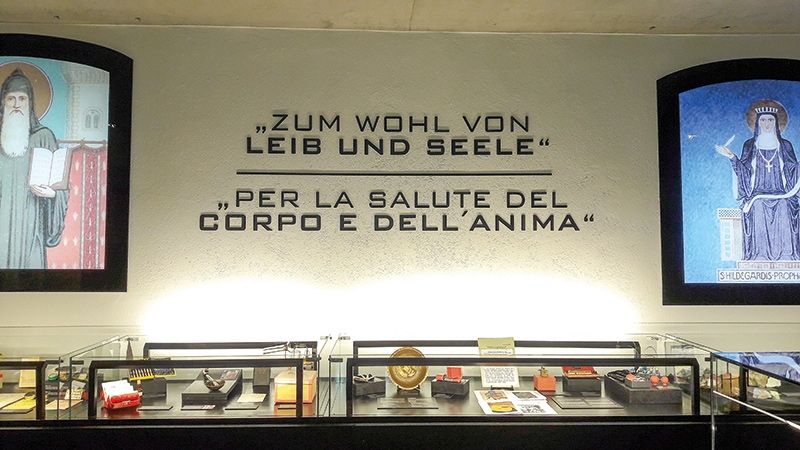 „ZUM WOHL VON
LEIB UND SEELE“
„PER LA SALUTE DEL
CORPO E DELL´ANIMA“
S·HILDEGARDIS·PROPH